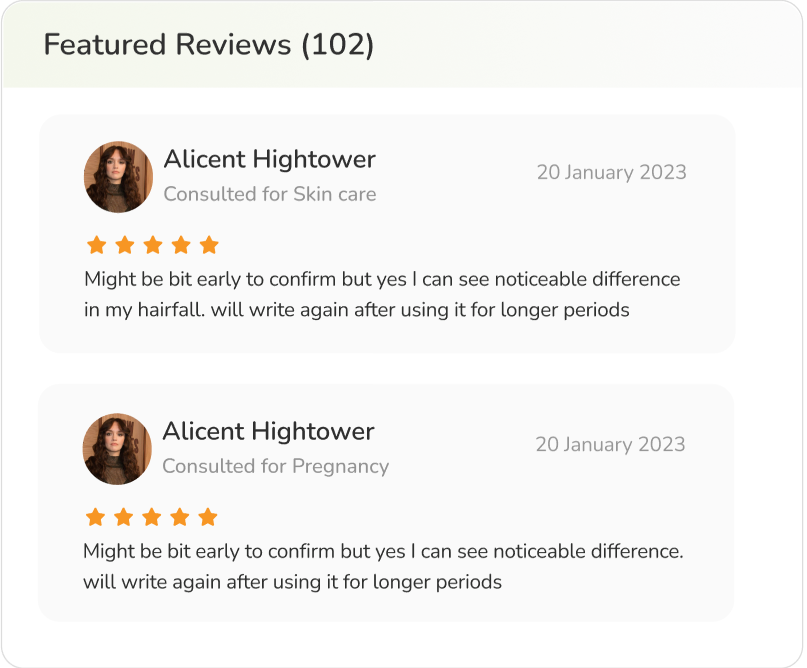 Featured Reviews (102)
Alicent Hightower
20 January 2023
Consulted for Skin care
Might be bit early to confirm but yes I can see noticeable difference
in my hairfall. will write again after using it for longer periods
Alicent Hightower
20 January 2023
Consulted for Pregnancy
Might be bit early to confirm but yes I can see noticeable difference.
will write again after using it for longer periods